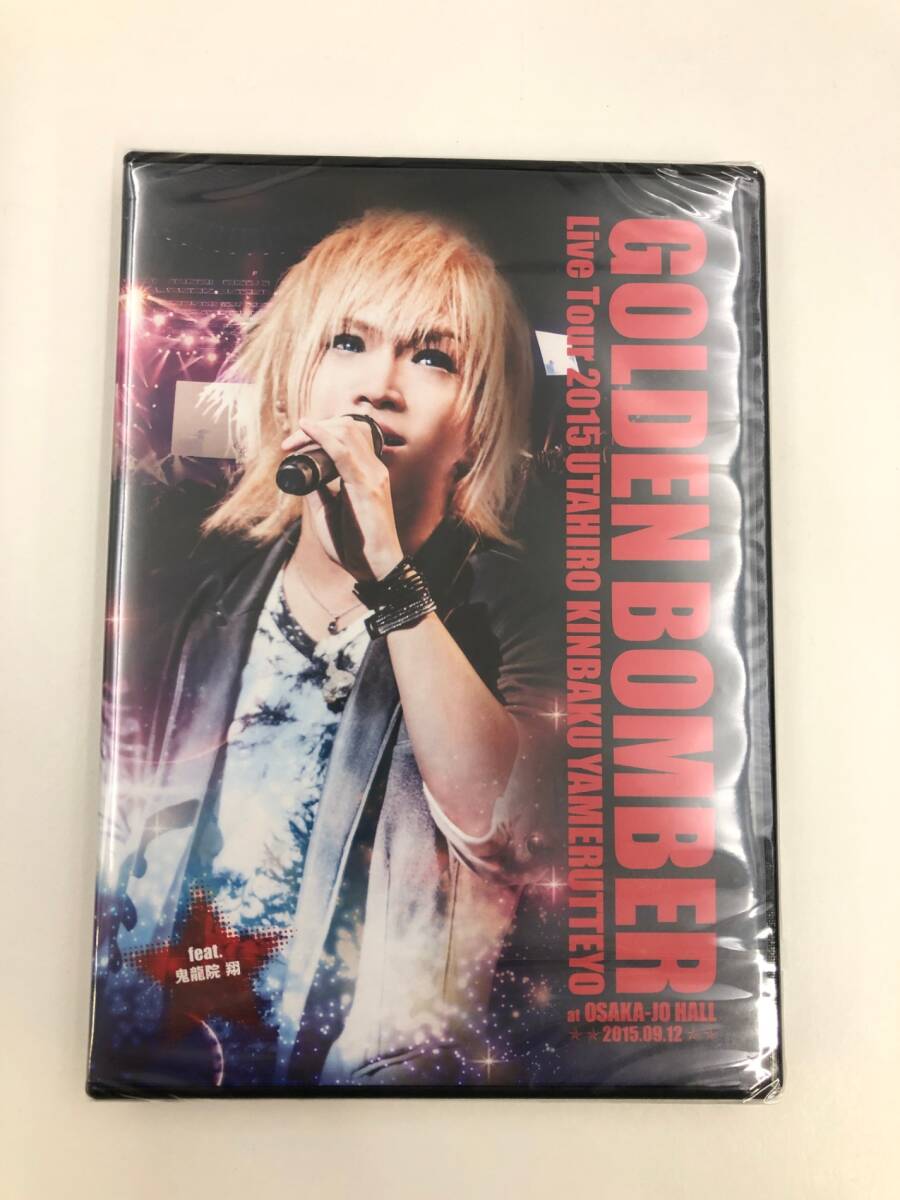 GOLDEN BOMBER
Live Tour 2015 UTAHIRO KINBAKU YAMERUTTEYO
at OSAKA-JO HALL
★★2015.09.12★★
feat.
鬼龍院 翔